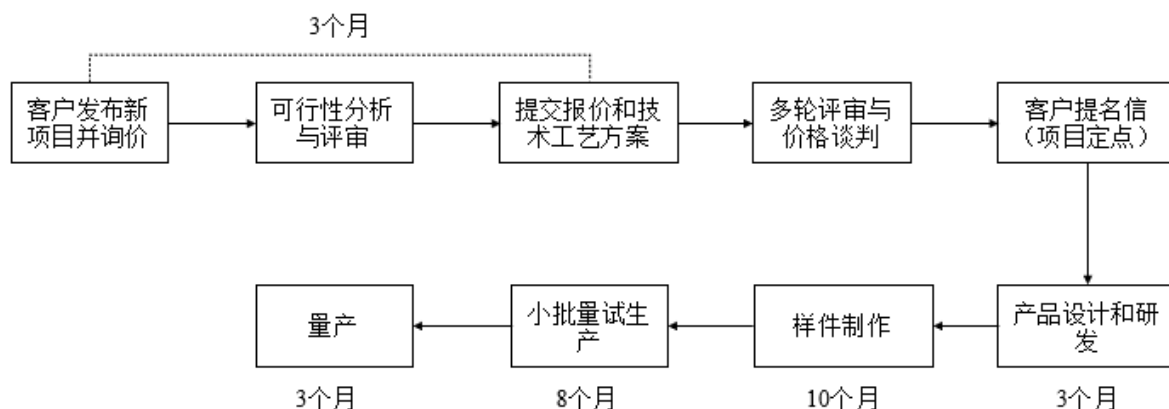 3个月
客户发布新
项目并询价
可行性分析
与评审
提交报价和技
术工艺方案
多轮评审与
价格谈判
客户提名信
（项目定点）
产品设计和研
发
样件制作
小批量试生
产
量产
3个月
10个月
8个月
3个月